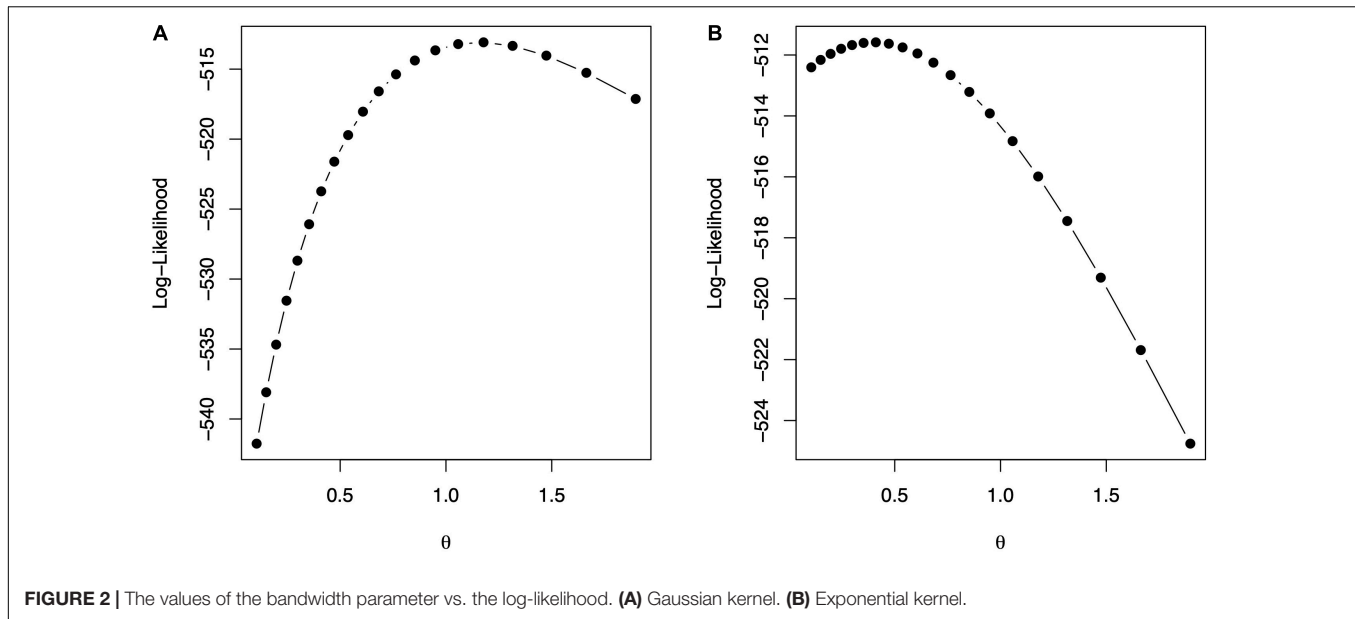 A
Log−Likelihood
−515
−520
−525
−530
−535
−540
0.5
1.0
1.5
θ
B
Log−Likelihood
−512
−514
−516
−518
−520
−522
−524
0.5
1.0
1.5
θ
FIGURE 2 | The values of the bandwidth parameter vs. the log-likelihood. (A) Gaussian kernel. (B) Exponential kernel.